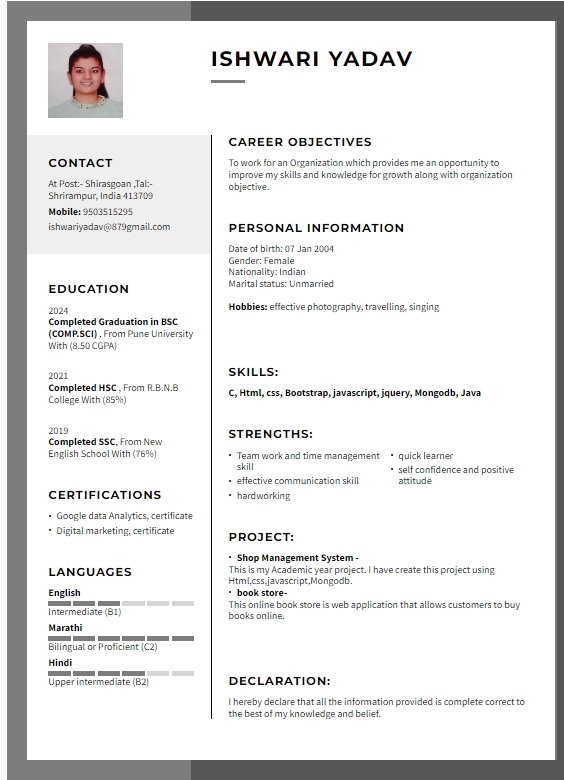 ISHWARI YADAV
CONTACT
At Post:- Shirasgoan ,Tal:-
Shrirampur, India 413709
Mobile: 9503515295
ishwariyadav@879gmail.com
EDUCATION
2024
Completed Graduation in BSC
(COMP.SCI) , From Pune University
With (8.50 CGPA)
2021
Completed HSC , From R.B.N.B
College With (85%)
2019
Completed SSC, From New
English School With (76%)
CERTIFICATIONS
• Google data Analytics, certificate
• Digital marketing, certificate
LANGUAGES
English
Intermediate (B1)
Marathi
Bilingual or Proficient (C2)
Hindi
Upper intermediate (B2)
CAREER OBJECTIVES
To work for an Organization which provides me an opportunity to
improve my skills and knowledge for growth along with organization
objective.
PERSONAL INFORMATION
Date of birth: 07 Jan 2004
Gender: Female
Nationality: Indian
Marital status: Unmarried
Hobbies: effective photography, travelling, singing
SKILLS:
C, Html, css, Bootstrap, javascript, jquery, Mongodb, Java
STRENGTHS:
• Team work and time management
skill
• effective communication skill
• hardworking
• quick learner
• self confidence and positive
attitude
PROJECT:
• Shop Management System -
This is my Academic year project. I have create this project using
Html,css,javascript,Mongodb.
• book store-
This online book store is web application that allows customers to buy
books online.
DECLARATION:
I hereby declare that all the information provided is complete correct to
the best of my knowledge and belief.